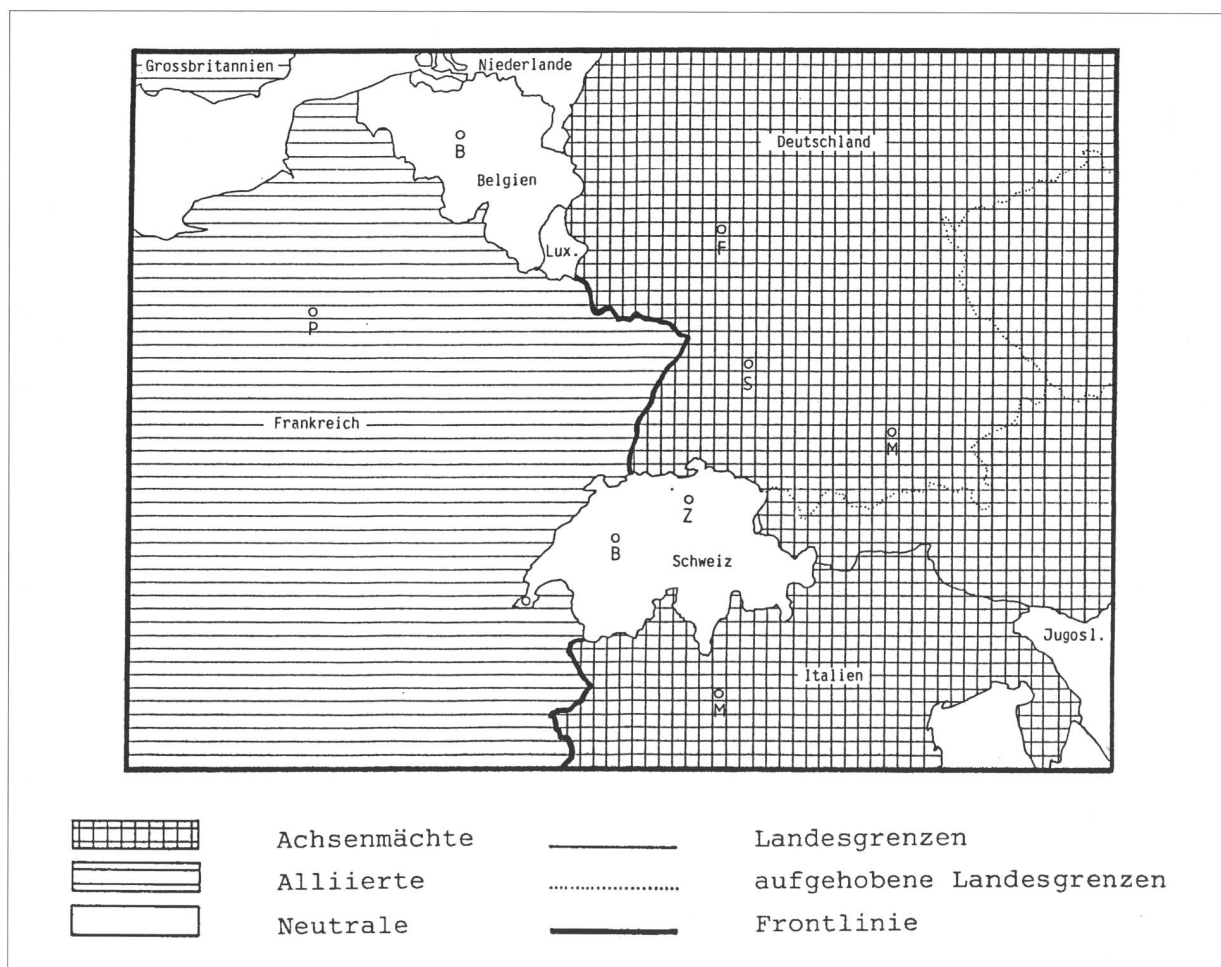 Grossbritannien
Niederlande
Deutschland
B
Belgien
F
Lux.
P
S
Frankreich
M
Z
B
Schweiz
Jugosl.
Italien
M
Achsenmächte
Landesgrenzen
Alliierte
aufgehobene Landesgrenzen
Neutrale
Frontlinie